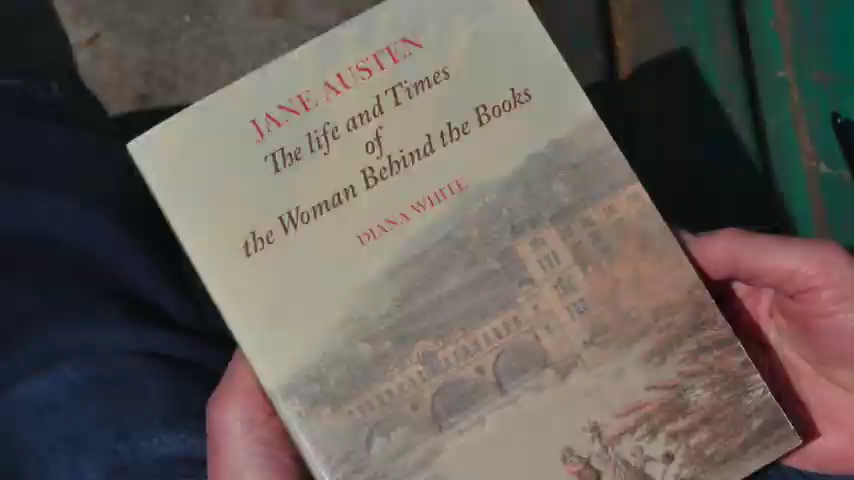 JANE AUSTEN
The life and Times
of
the Woman Behind the Books
DIANA WHITE